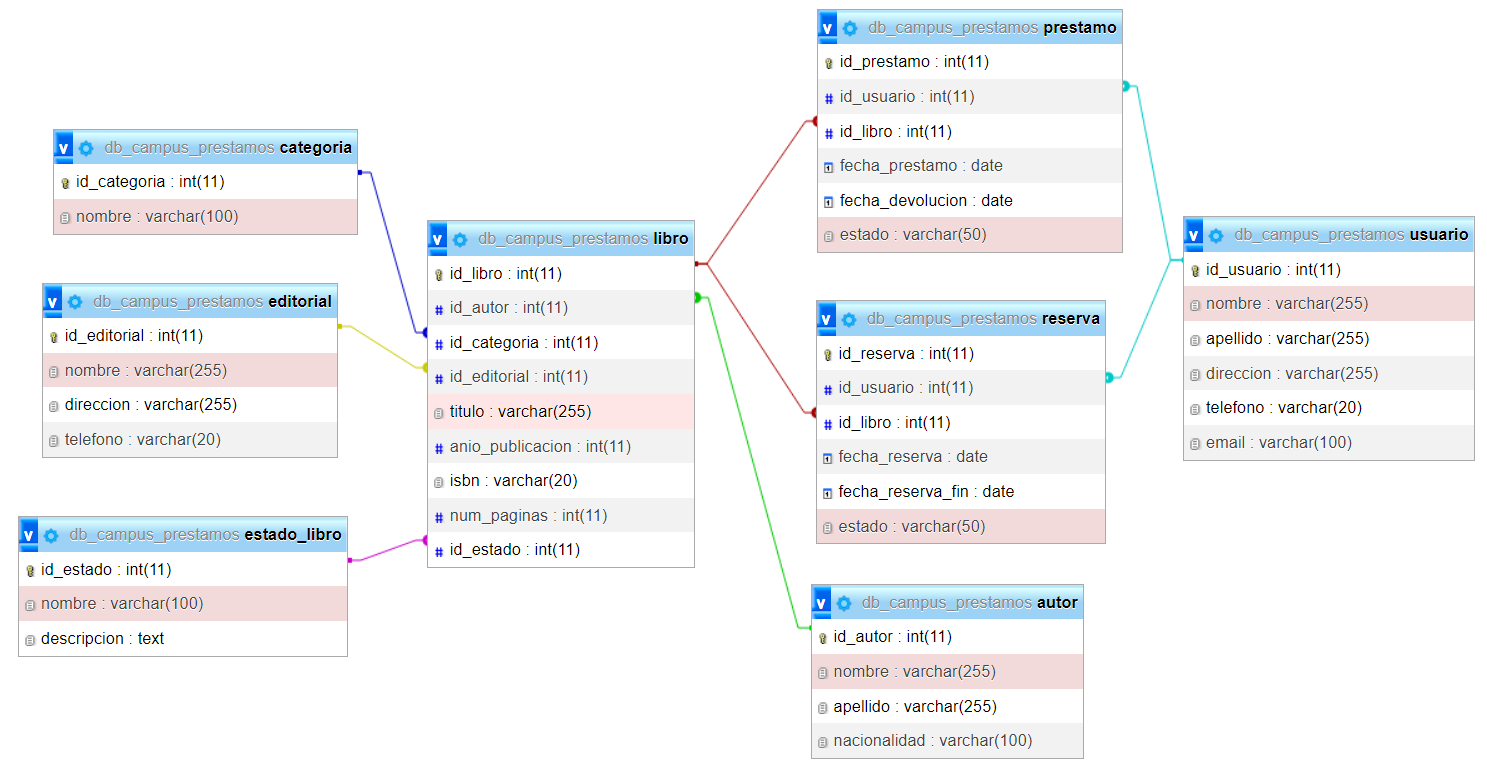 db_campus_prestamos categoria
id_categoria : int(11)
nombre : varchar(100)
db_campus_prestamos editorial
id_editorial : int(11)
nombre : varchar(255)
direccion : varchar(255)
telefono : varchar(20)
db_campus_prestamos estado_libro
id_estado : int(11)
nombre : varchar(100)
descripcion : text
db_campus_prestamos libro
id_libro : int(11)
id_autor : int(11)
id_categoria : int(11)
id_editorial : int(11)
titulo : varchar(255)
anio_publicacion : int(11)
isbn : varchar(20)
num_paginas : int(11)
id_estado : int(11)
db_campus_prestamos prestamo
id_prestamo : int(11)
id_usuario : int(11)
id_libro : int(11)
fecha_prestamo : date
fecha_devolucion : date
estado : varchar(50)
db_campus_prestamos reserva
id_reserva : int(11)
id_usuario : int(11)
id_libro : int(11)
fecha_reserva : date
fecha_reserva_fin : date
estado : varchar(50)
db_campus_prestamos autor
id_autor : int(11)
nombre : varchar(255)
apellido : varchar(255)
nacionalidad : varchar(100)
db_campus_prestamos usuario
id_usuario : int(11)
nombre : varchar(255)
apellido : varchar(255)
direccion : varchar(255)
telefono : varchar(20)
email : varchar(100)